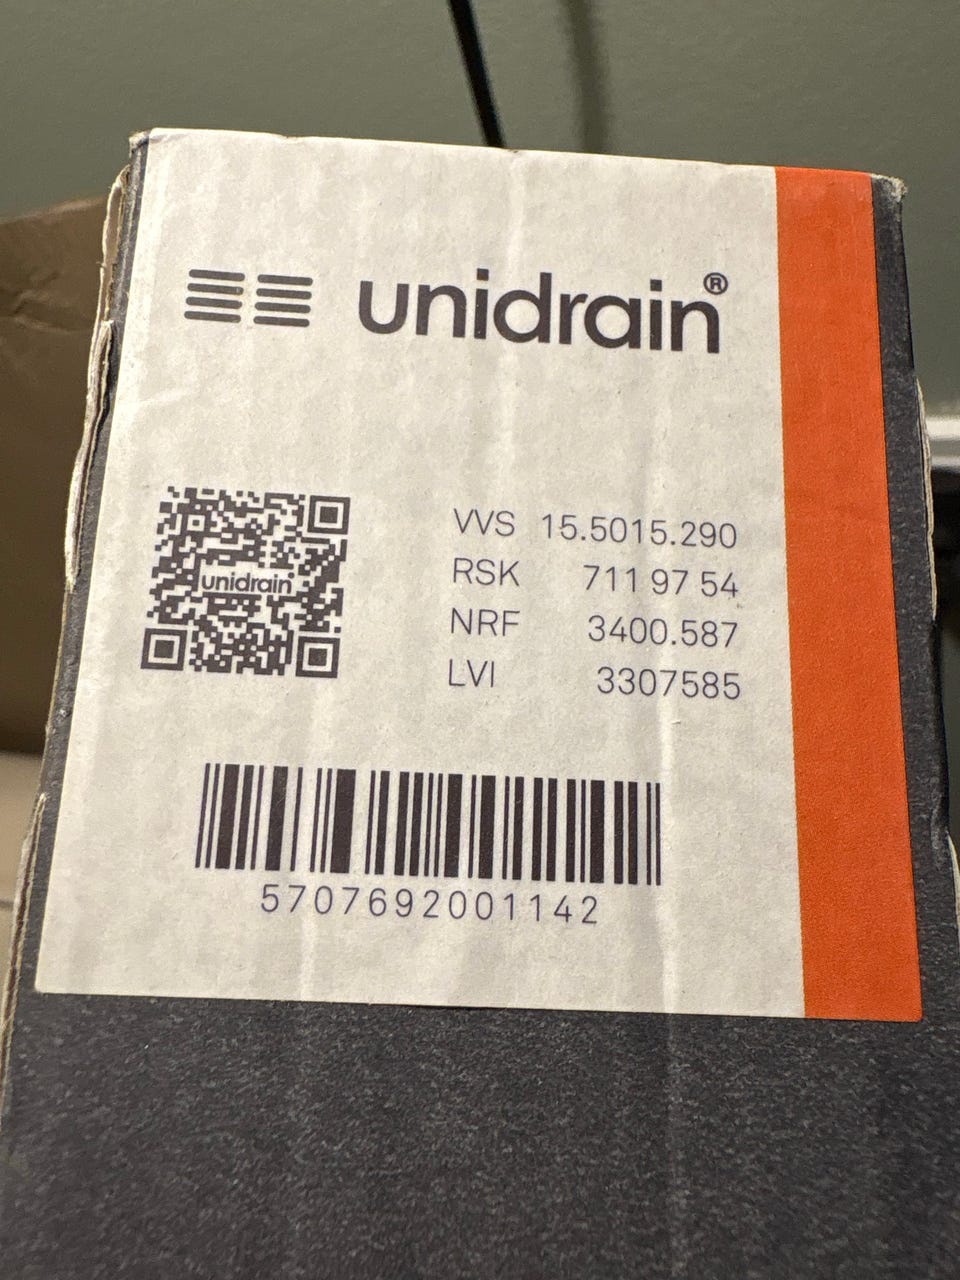 unidrain®
unidrain®
VVS 15.5015.290
RSK 711 97 54
NRF 3400.587
LVI 3307585
5707692001142